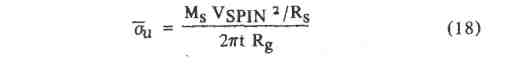 σ̅u = Ms VSPIN ²/Rs / 2πt Rg (18)